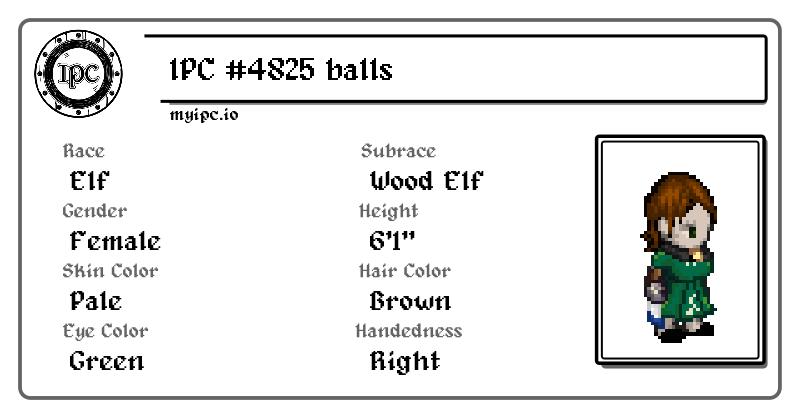 IPC
IPC #4825 balls
myipc.io
Race
Elf
Subrace
Wood Elf
Gender
Female
Height
6'1"
Skin Color
Pale
Hair Color
Brown
Eye Color
Green
Handedness
Right